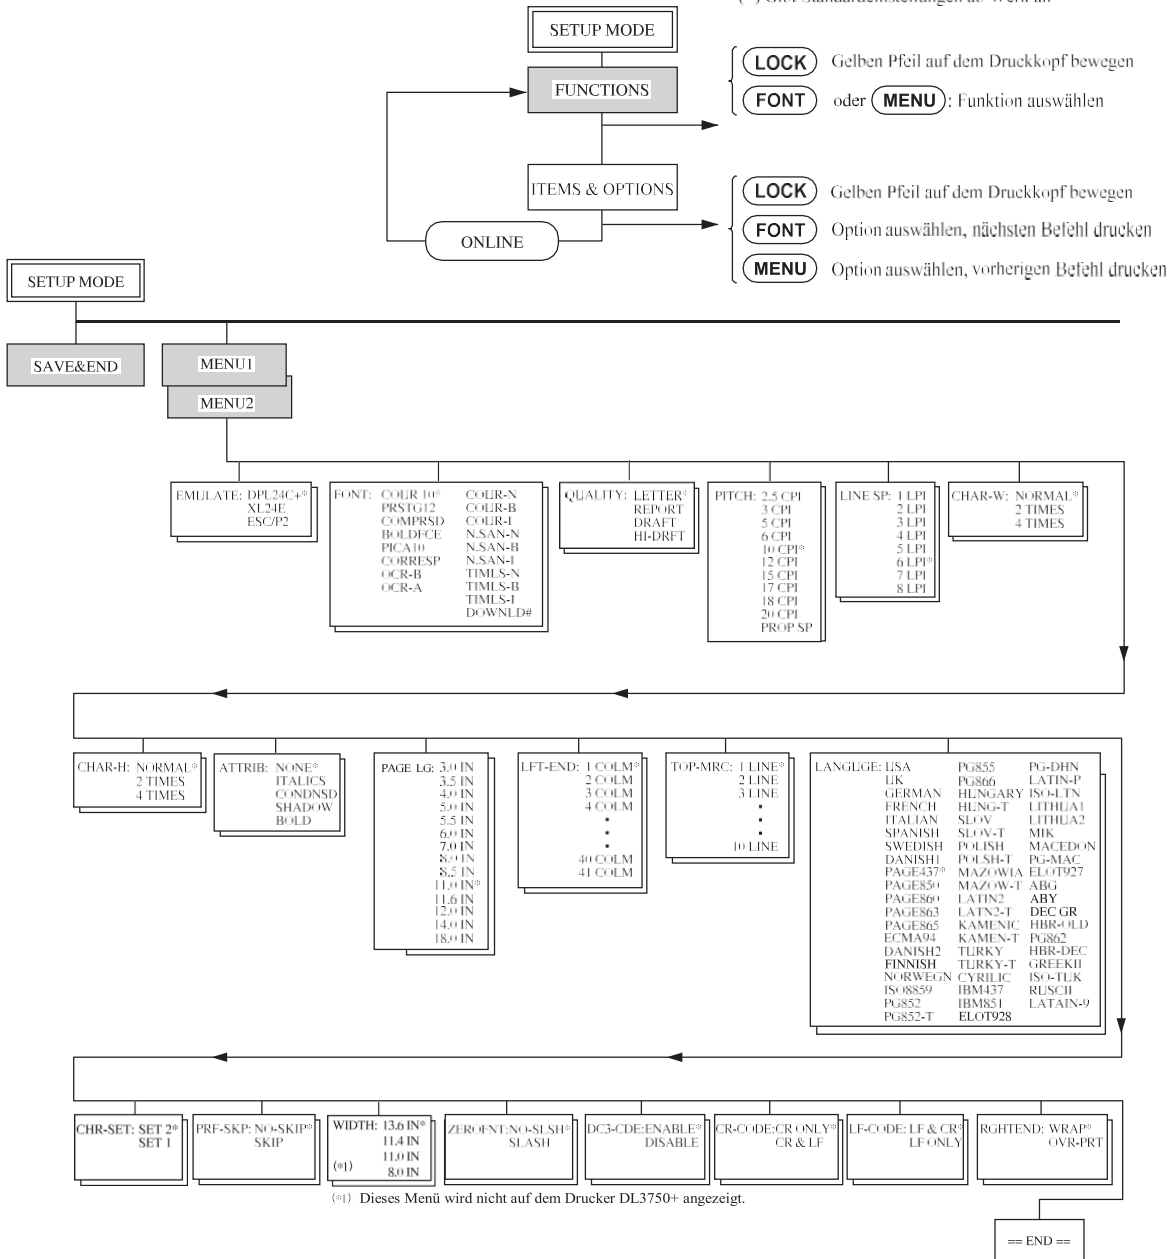 SETUP MODE
FUNCTIONS
LOCK Gelben Pfeil auf dem Druckkopf bewegen
FONT oder MENU: Funktion auswählen
ITEMS & OPTIONS
ONLINE
LOCK Gelben Pfeil auf dem Druckkopf bewegen
FONT Option auswählen, nächsten Befehl drucken
MENU Option auswählen, vorherigen Befehl drucken
SETUP MODE
SAVE&END
MENU1
MENU2
EMULATE: DPL24C+*
XL24E
ESC/P2
FONT: COUR 10* COUR-N
PRSTG12 COUR-B
COMPRSD COUR-I
BOLDFCE N.SAN-N
PICA10 N.SAN-B
CORRESP N.SAN-I
OCR-B TIMES-N
OCR-A TIMES-B
TIMES-I
DOWNLD#
QUALITY: LETTER*
REPORT
DRAFT
HI-DRFT
PITCH: 2.5 CPI
3 CPI
5 CPI
6 CPI
10 CPI*
12 CPI
15 CPI
17 CPI
18 CPI
20 CPI
PROP SP
LINE SP: 1 LPI
2 LPI
3 LPI
4 LPI
5 LPI
6 LPI*
7 LPI
8 LPI
CHAR-W: NORMAL*
2 TIMES
4 TIMES
CHAR-H: NORMAL*
2 TIMES
4 TIMES
ATTRIB: NONE*
ITALICS
CONDNSD
SHADOW
BOLD
PAGE LG: 3.0 IN
3.5 IN
4.0 IN
5.0 IN
5.5 IN
6.0 IN
7.0 IN
8.0 IN
8.5 IN
11.0 IN*
11.6 IN
12.0 IN
14.0 IN
18.0 IN
LFT-END: 1 COLM*
2 COLM
3 COLM
4 COLM
•
•
•
40 COLM
41 COLM
TOP-MRG: 1 LINE*
2 LINE
3 LINE
•
•
•
10 LINE
LANGUGE: USA PG855 PG-DHN
UK PG866 LATIN-P
GERMAN HUNGARY ISO-LTN
FRENCH HUNG-T LITHUA1
ITALIAN SLOV LITHUA2
SPANISH SLOV-T MIK
SWEDISH POLISH MACEDON
DANISH1 POLSH-T PG-MAC
PAGE437* MAZOWIA ELOT927
PAGE850 MAZOW-T ABG
PAGE860 LATIN2 ABY
PAGE863 LATN2-T DEC GR
PAGE865 KAMENIC HBR-OLD
ECMA94 KAMEN-T PG862
DANISH2 TURKY HBR-DEC
FINNISH TURKY-T GREEKII
NORWEGN CYRILIC ISO-TUK
ISO8859 IBM437 RUSCII
PG852 IBM851 LATAIN-9
PG852-T ELOT928
CHR-SET: SET 2*
SET 1
PRF-SKP: NO-SKIP*
SKIP
WIDTH: 13.6 IN*
11.4 IN
11.0 IN
(*1) 8.0 IN
ZEROFNT:NO-SLSH*
SLASH
DC3-CDE:ENABLE*
DISABLE
CR-CODE:CR ONLY*
CR & LF
LF-CODE: LF & CR*
LF ONLY
RGHTEND: WRAP*
OVR-PRT
(*1) Dieses Menü wird nicht auf dem Drucker DL3750+ angezeigt.
== END ==